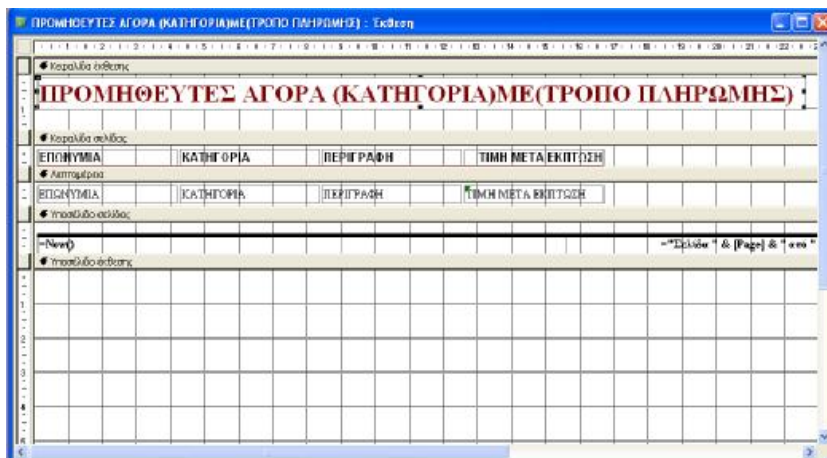 ΠΡΟΜΗΘΕΥΤΕΣ ΑΓΟΡΑ (ΚΑΤΗΓΟΡΙΑ)ΜΕ(ΤΡΟΠΟ ΠΛΗΡΩΜΗΣ) : Έκθεση
Κεφαλίδα έκθεσης
ΠΡΟΜΗΘΕΥΤΕΣ ΑΓΟΡΑ (ΚΑΤΗΓΟΡΙΑ)ΜΕ(ΤΡΟΠΟ ΠΛΗΡΩΜΗΣ)
Κεφαλίδα σελίδας
ΕΠΩΝΥΜΙΑ ΚΑΤΗΓΟΡΙΑ ΠΕΡΙΓΡΑΦΗ ΤΙΜΗ ΜΕΤΑ ΕΚΠΤΩΣΗ
Λεπτομέρεια
ΕΠΩΝΥΜΙΑ ΚΑΤΗΓΟΡΙΑ ΠΕΡΙΓΡΑΦΗ ΤΙΜΗ ΜΕΤΑ ΕΚΠΤΩΣΗ
Υποσέλιδο σελίδας
=Now() ="Σελίδα " & [Page] & " από "
Υποσέλιδο έκθεσης